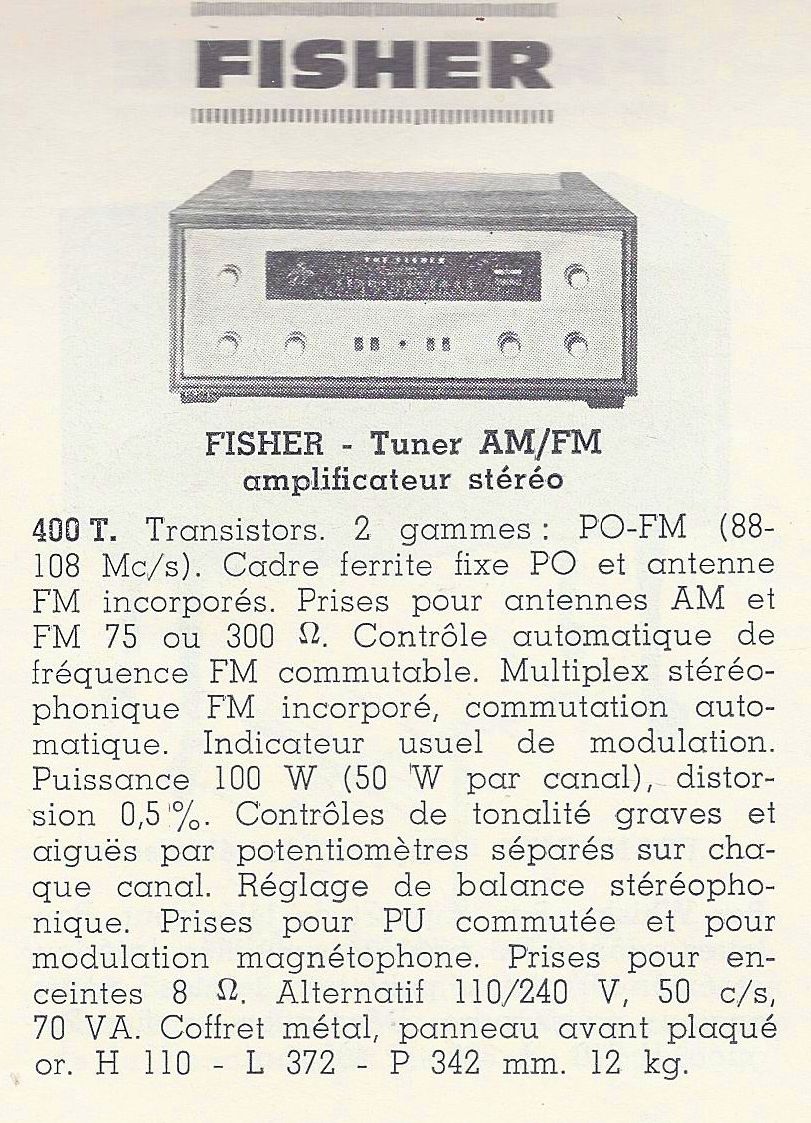 FISHER
THE FISHER
FISHER - Tuner AM/FM
amplificateur stéréo
400 T. Transistors. 2 gammes : PO-FM (88-
108 Mc/s). Cadre ferrite fixe PO et antenne
FM incorporés. Prises pour antennes AM et
FM 75 ou 300 Ω. Contrôle automatique de
fréquence FM commutable. Multiplex stéréo-
phonique FM incorporé, commutation auto-
matique. Indicateur usuel de modulation.
Puissance 100 W (50 W par canal), distor-
sion 0,5 %. Contrôles de tonalité graves et
aiguës par potentiomètres séparés sur cha-
que canal. Réglage de balance stéréopho-
nique. Prises pour PU commutée et pour
modulation magnétophone. Prises pour en-
ceintes 8 Ω. Alternatif 110/240 V, 50 c/s,
70 VA. Coffret métal, panneau avant plaqué
or. H 110 - L 372 - P 342 mm. 12 kg.